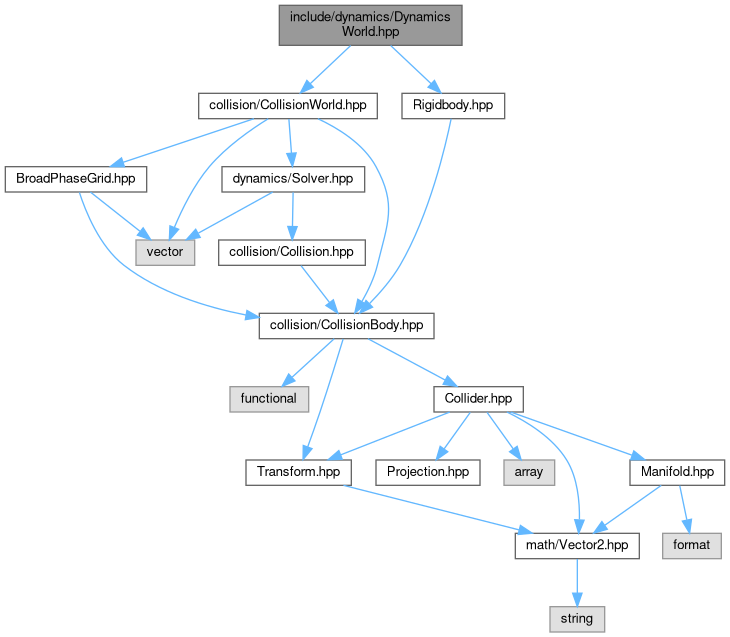 include/dynamics/Dynamics
World.hpp
collision/CollisionWorld.hpp
Rigidbody.hpp
BroadPhaseGrid.hpp
dynamics/Solver.hpp
vector
collision/Collision.hpp
collision/CollisionBody.hpp
functional
Collider.hpp
Transform.hpp
Projection.hpp
array
Manifold.hpp
math/Vector2.hpp
format
string